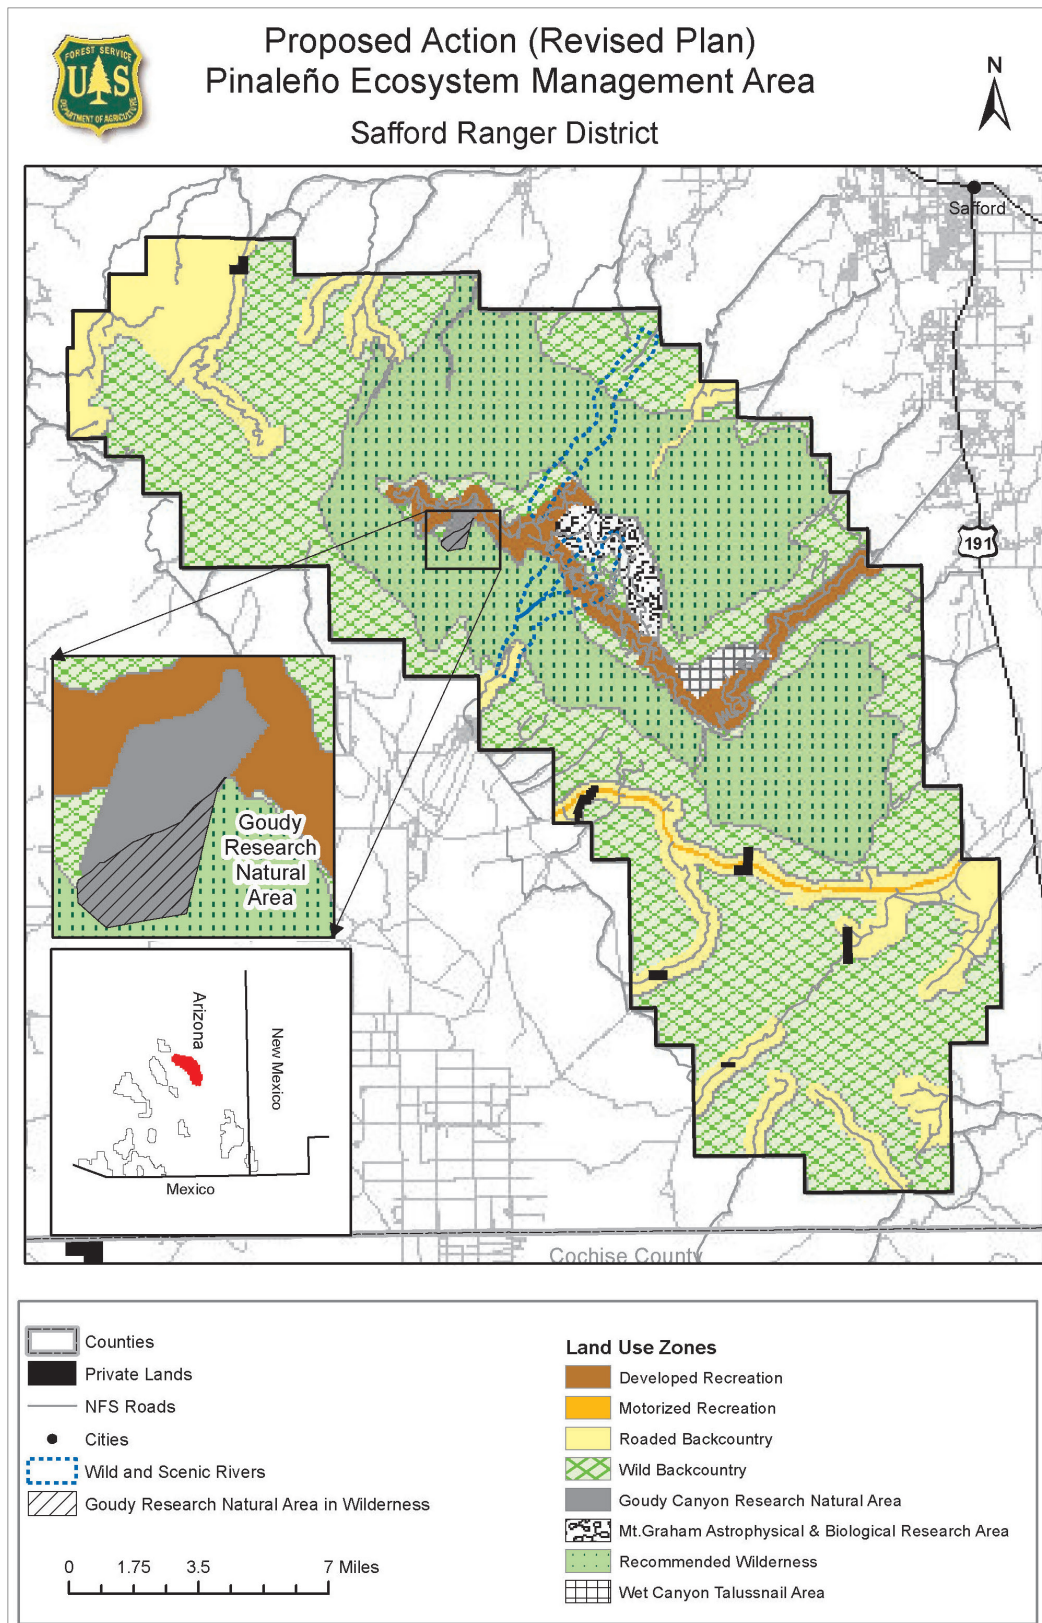 Proposed Action (Revised Plan)
Pinaleño Ecosystem Management Area
Safford Ranger District
FOREST SERVICE
U S
DEPARTMENT OF AGRICULTURE
N
Safford
191
Goudy
Research
Natural
Area
Arizona
New Mexico
Mexico
Cochise County
Counties
Private Lands
NFS Roads
Cities
Wild and Scenic Rivers
Goudy Research Natural Area in Wilderness
0 1.75 3.5 7 Miles
Land Use Zones
Developed Recreation
Motorized Recreation
Roaded Backcountry
Wild Backcountry
Goudy Canyon Research Natural Area
Mt.Graham Astrophysical & Biological Research Area
Recommended Wilderness
Wet Canyon Talussnail Area